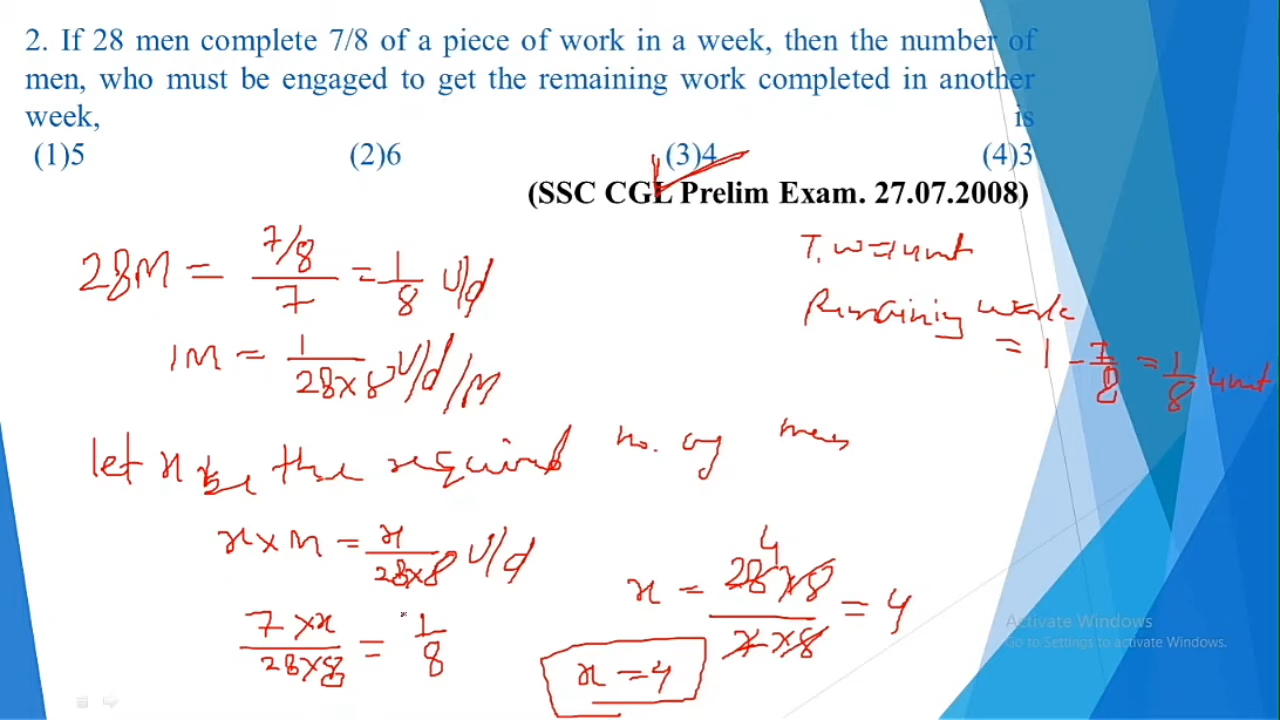 2. If 28 men complete 7/8 of a piece of work in a week, then the number of
men, who must be engaged to get the remaining work completed in another
week, is
(1)5 (2)6 (3)4 (4)3
(SSC CGL Prelim Exam. 27.07.2008)
28M = 7/8 / 7 = 1/8 U/d
1M = 1/28×8 U/d/M
T.W = 1 unit
Remaining work
= 1 - 7/8 = 1/8 unit
let x be the required no. of men
x × M = x/28×8 U/d
7 × x / 28×8 = 1/8
x = 28×8 / 7×8 = 4
4
x = 4
Activate Windows
Go to Settings to activate Windows.